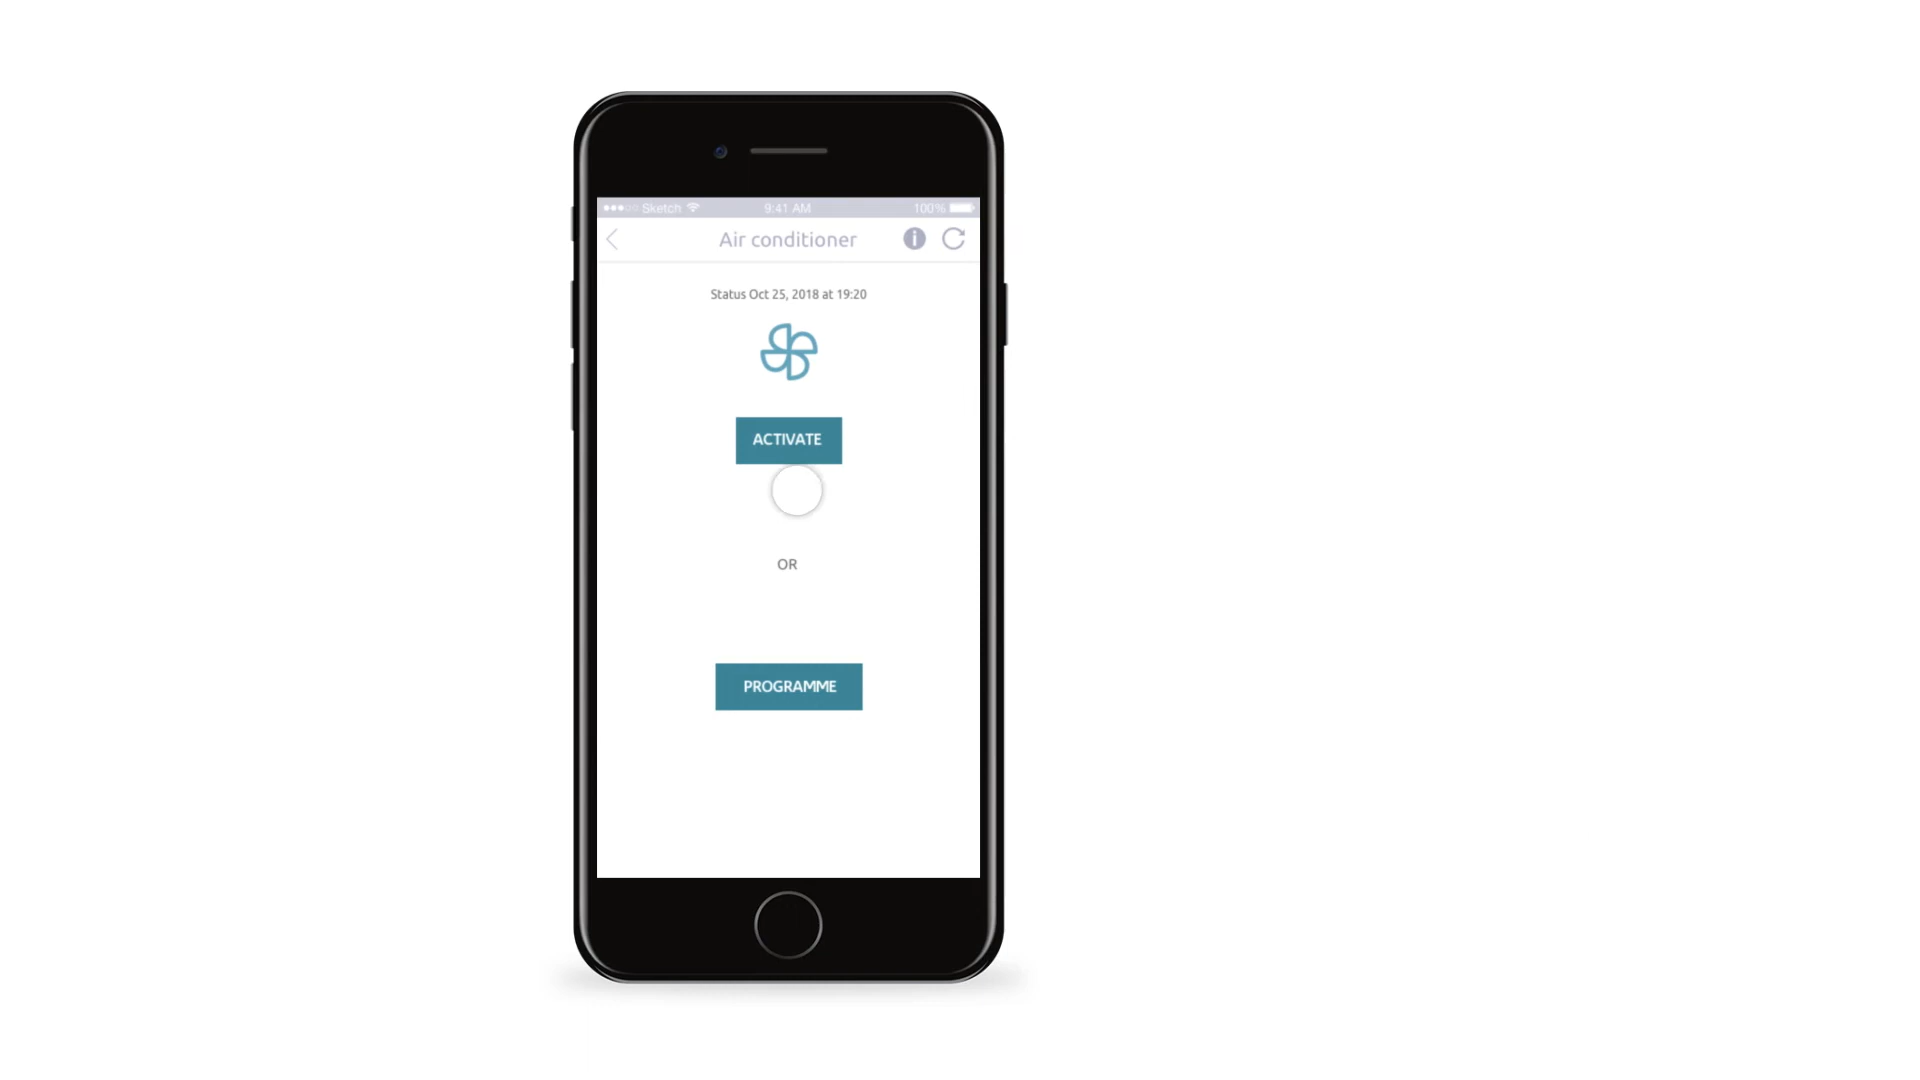 Sketch 9:41 AM 100%
Air conditioner
Status Oct 25, 2018 at 19:20
ACTIVATE
OR
PROGRAMME